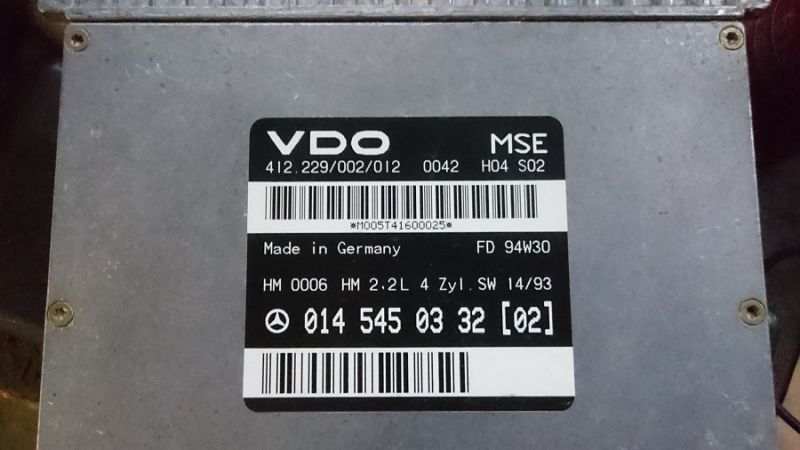 VDO MSE
412.229/002/012 0042 H04 S02
*M005T41600025*
Made in Germany FD 94W30
HM 0006 HM 2.2L 4 Zyl. SW 14/93
014 545 03 32 [02]